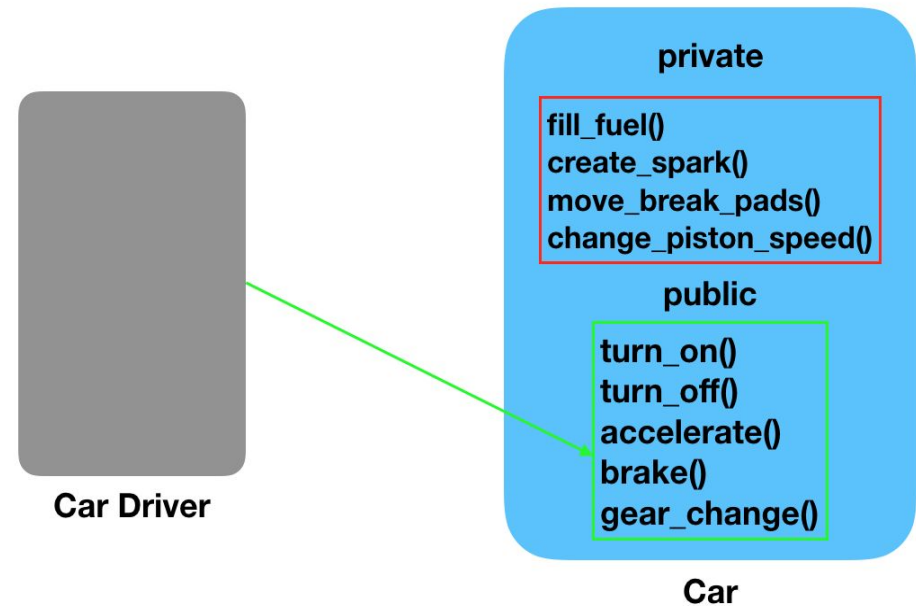 private
fill_fuel()
create_spark()
move_break_pads()
change_piston_speed()
public
turn_on()
turn_off()
accelerate()
brake()
gear_change()
Car Driver
Car